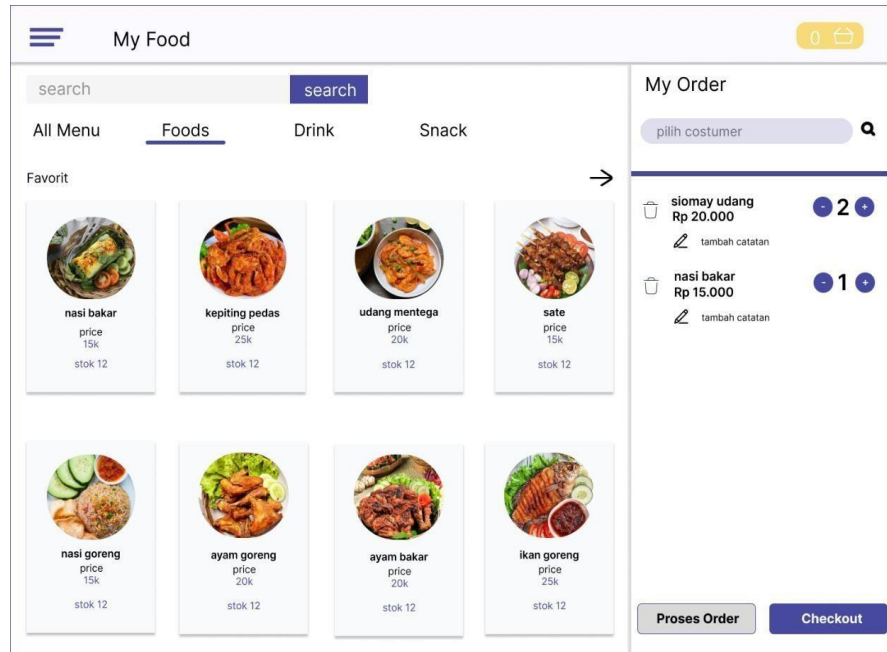 My Food
0
search
search
All Menu
Foods
Drink
Snack
Favorit
nasi bakar
price
15k
stok 12
kepiting pedas
price
25k
stok 12
udang mentega
price
20k
stok 12
sate
price
15k
stok 12
nasi goreng
price
15k
stok 12
ayam goreng
price
20k
stok 12
ayam bakar
price
20k
stok 12
ikan goreng
price
25k
stok 12
My Order
pilih costumer
siomay udang
Rp 20.000
- 2 +
tambah catatan
nasi bakar
Rp 15.000
- 1 +
tambah catatan
Proses Order
Checkout